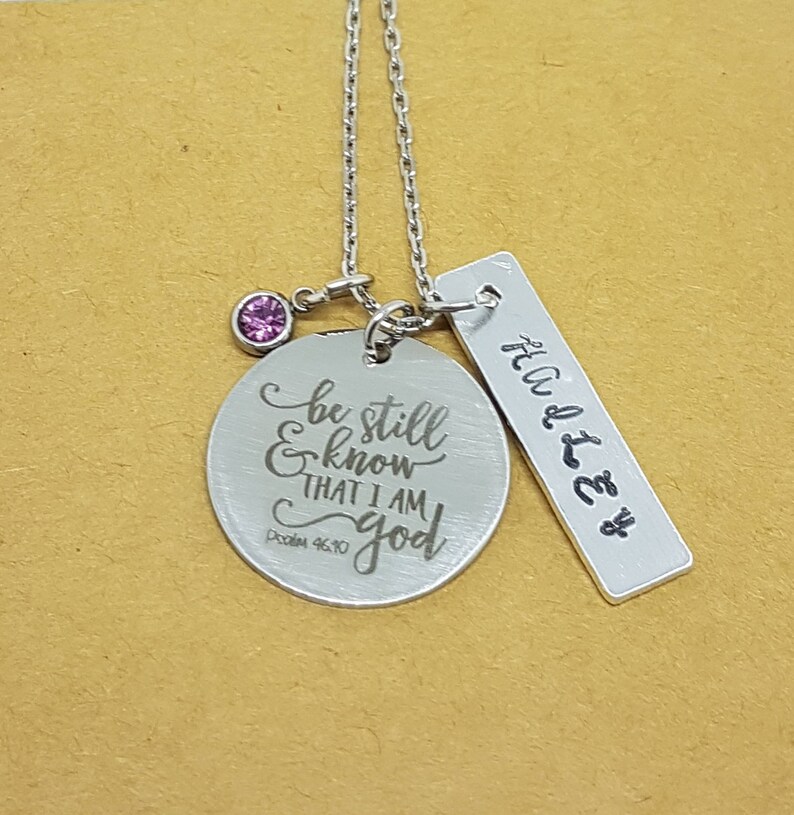 be still
& know
THAT I AM
god
psalm 46:10
HAdLEy